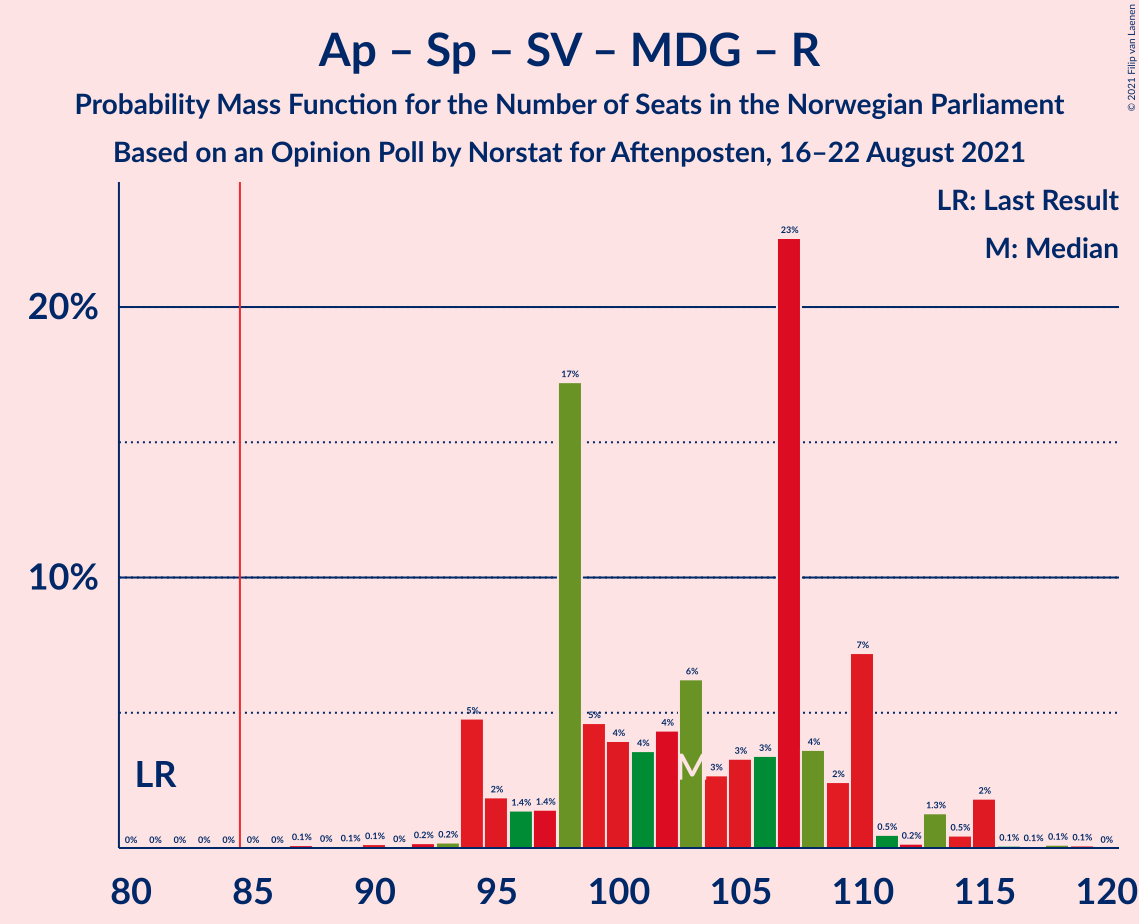 Ap – Sp – SV – MDG – R
Probability Mass Function for the Number of Seats in the Norwegian Parliament
Based on an Opinion Poll by Norstat for Aftenposten, 16–22 August 2021
© 2021 Filip van Laenen
LR: Last Result
M: Median
20%
10%
LR
M
0% 0% 0% 0% 0% 0% 0% 0.1% 0% 0.1% 0.1% 0% 0.2% 0.2% 5% 2% 1.4% 1.4% 17% 5% 4% 4% 4% 6% 3% 3% 3% 23% 4% 2% 7% 0.5% 0.2% 1.3% 0.5% 2% 0.1% 0.1% 0.1% 0.1% 0%
80 85 90 95 100 105 110 115 120